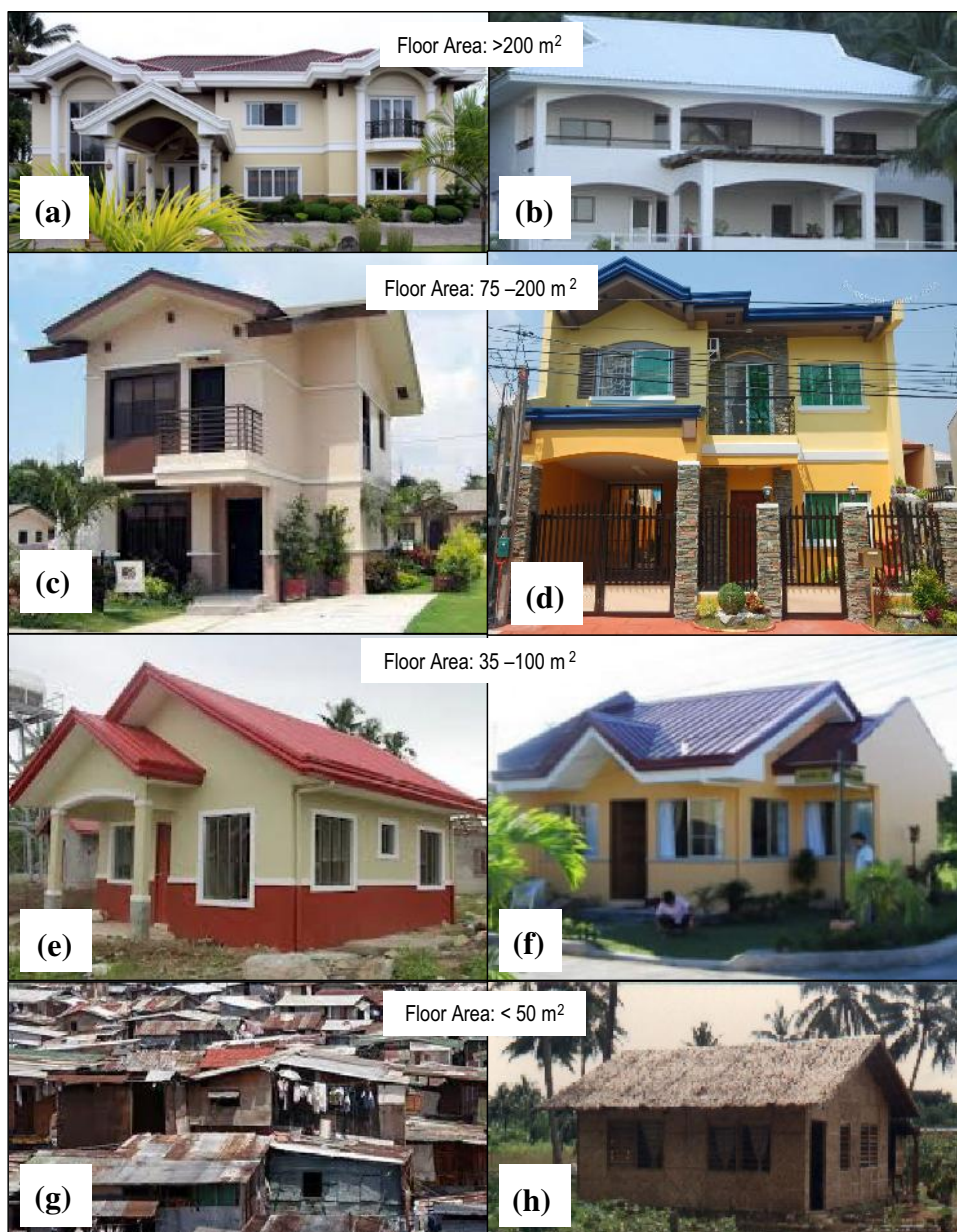 Floor Area: >200 m²
(a)
(b)
Floor Area: 75 –200 m²
(c)
(d)
Floor Area: 35 –100 m²
(e)
(f)
Floor Area: < 50 m²
(g)
(h)